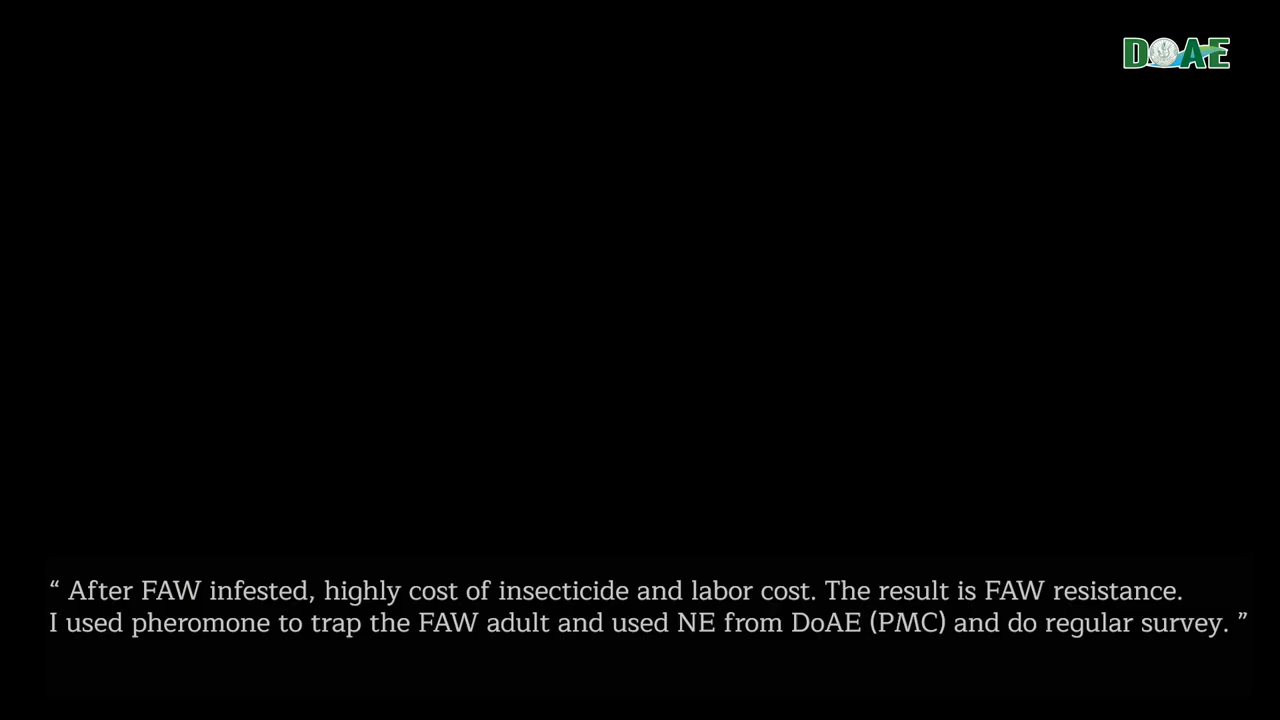 DOAE
“ After FAW infested, highly cost of insecticide and labor cost. The result is FAW resistance.
I used pheromone to trap the FAW adult and used NE from DoAE (PMC) and do regular survey. ”